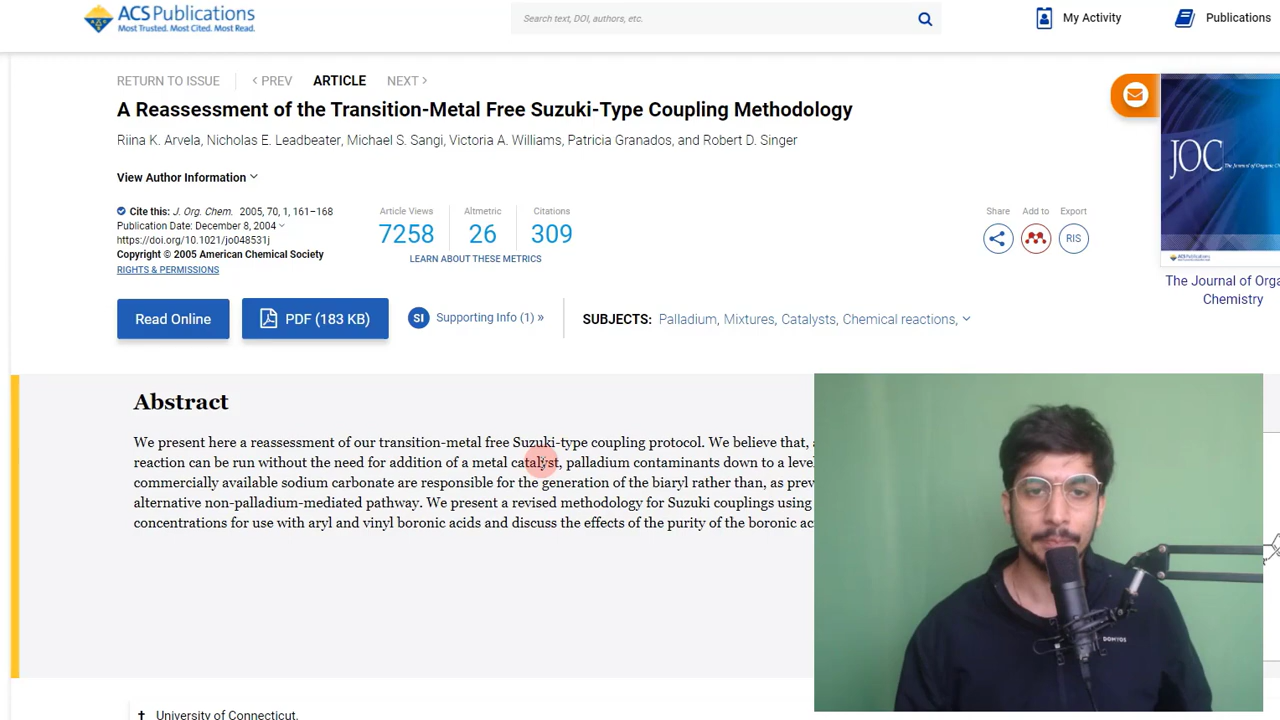 ACS Publications
Most Trusted. Most Cited. Most Read.
Search text, DOI, authors, etc.
My Activity
Publications
RETURN TO ISSUE
< PREV
ARTICLE
NEXT >
A Reassessment of the Transition-Metal Free Suzuki-Type Coupling Methodology
Riina K. Arvela, Nicholas E. Leadbeater, Michael S. Sangi, Victoria A. Williams, Patricia Granados, and Robert D. Singer
View Author Information
Cite this: J. Org. Chem. 2005, 70, 1, 161–168
Publication Date: December 8, 2004
https://doi.org/10.1021/jo048531j
Copyright © 2005 American Chemical Society
RIGHTS & PERMISSIONS
Article Views
7258
Altmetric
26
Citations
309
LEARN ABOUT THESE METRICS
Share
Add to
Export
RIS
JOC
The Journal of Orga
Chemistry
Read Online
PDF (183 KB)
SI Supporting Info (1) »
SUBJECTS: Palladium, Mixtures, Catalysts, Chemical reactions,
Abstract
We present here a reassessment of our transition-metal free Suzuki-type coupling protocol. We believe that,
reaction can be run without the need for addition of a metal catalyst, palladium contaminants down to a leve
commercially available sodium carbonate are responsible for the generation of the biaryl rather than, as prev
alternative non-palladium-mediated pathway. We present a revised methodology for Suzuki couplings using
concentrations for use with aryl and vinyl boronic acids and discuss the effects of the purity of the boronic ac
DOMYOS
† University of Connecticut.